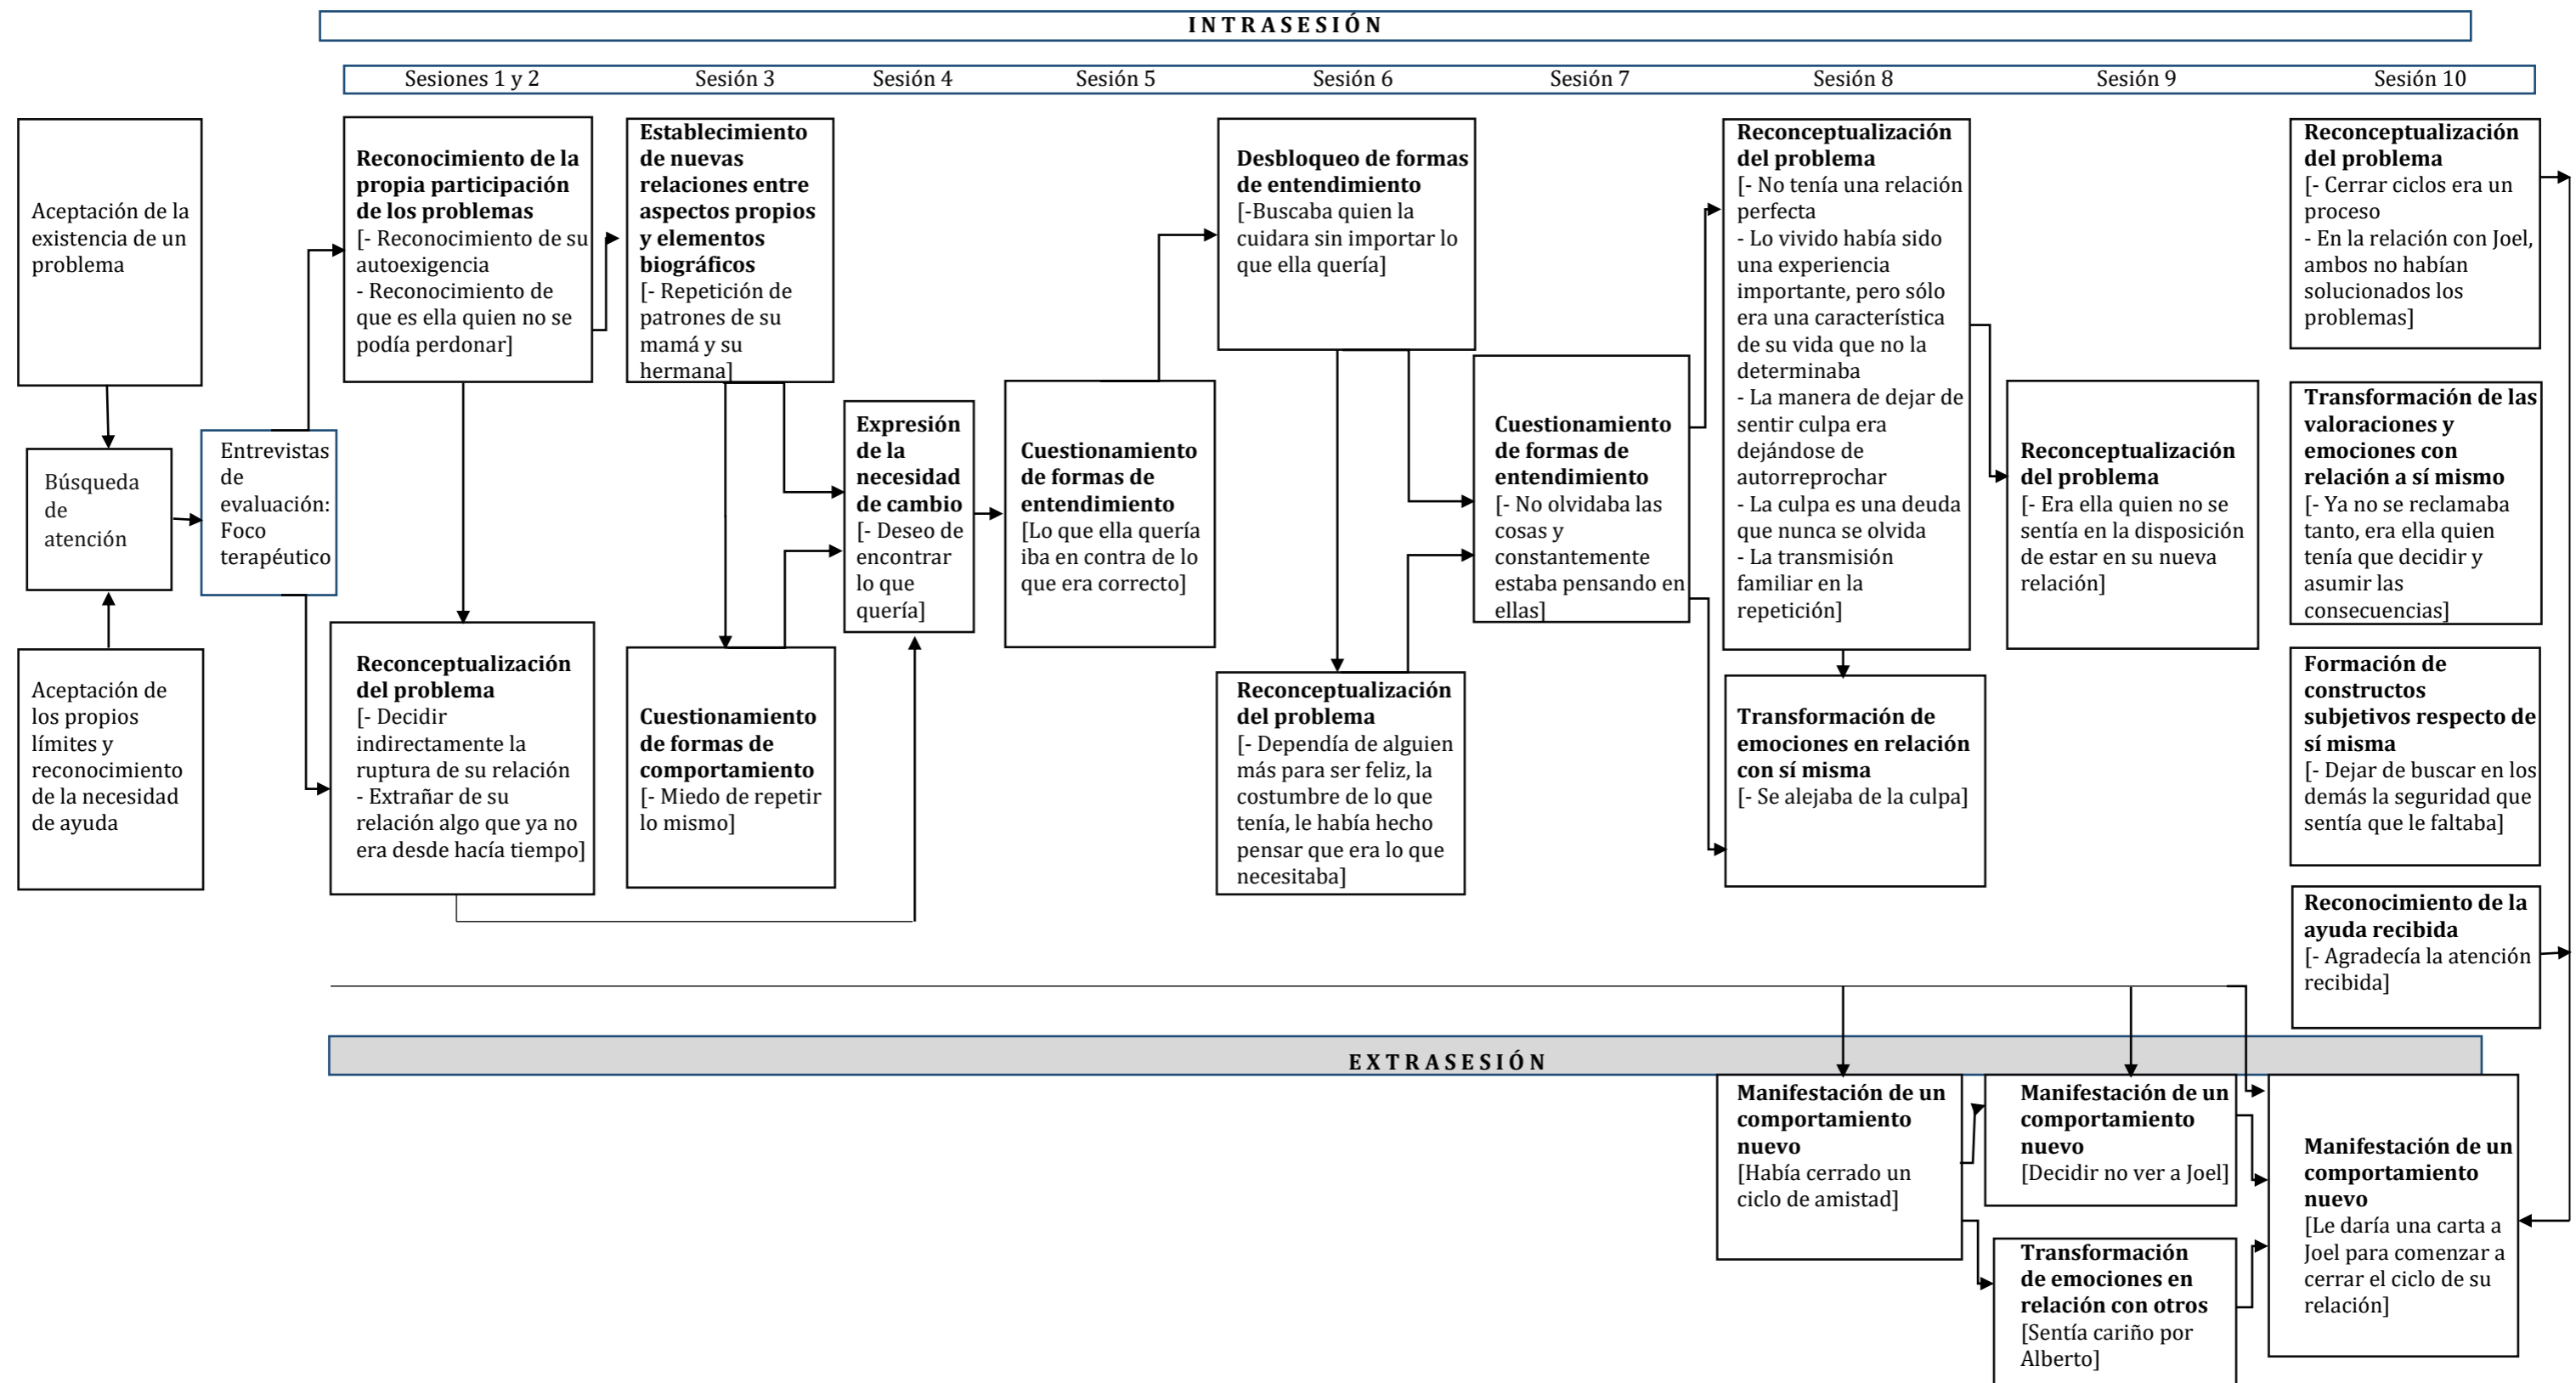 INTRASESIÓN
Sesiones 1 y 2
Sesión 3
Sesión 4
Sesión 5
Sesión 6
Sesión 7
Sesión 8
Sesión 9
Sesión 10
Aceptación de la
existencia de un
problema
Búsqueda
de
atención
Aceptación de
los propios
límites y
reconocimiento
de la necesidad
de ayuda
Entrevistas
de
evaluación:
Foco
terapéutico
Reconocimiento de la
propia participación
de los problemas
[- Reconocimiento de su
autoexigencia
- Reconocimiento de
que es ella quien no se
podía perdonar]
Reconceptualización
del problema
[- Decidir
indirectamente la
ruptura de su relación
- Extrañar de su
relación algo que ya no
era desde hacía tiempo]
Establecimiento
de nuevas
relaciones entre
aspectos propios
y elementos
biográficos
[- Repetición de
patrones de su
mamá y su
hermana]
Cuestionamiento
de formas de
comportamiento
[- Miedo de repetir
lo mismo]
Expresión
de la
necesidad
de cambio
[- Deseo de
encontrar
lo que
quería]
Cuestionamiento
de formas de
entendimiento
[Lo que ella quería
iba en contra de lo
que era correcto]
Desbloqueo de formas
de entendimiento
[-Buscaba quien la
cuidara sin importar lo
que ella quería]
Reconceptualización
del problema
[- Dependía de alguien
más para ser feliz, la
costumbre de lo que
tenía, le había hecho
pensar que era lo que
necesitaba]
Cuestionamiento
de formas de
entendimiento
[- No olvidaba las
cosas y
constantemente
estaba pensando en
ellas]
Reconceptualización
del problema
[- No tenía una relación
perfecta
- Lo vivido había sido
una experiencia
importante, pero sólo
era una característica
de su vida que no la
determinaba
- La manera de dejar de
sentir culpa era
dejándose de
autorreprochar
- La culpa es una deuda
que nunca se olvida
- La transmisión
familiar en la
repetición]
Transformación de
emociones en relación
con sí misma
[- Se alejaba de la culpa]
Reconceptualización
del problema
[- Era ella quien no se
sentía en la disposición
de estar en su nueva
relación]
Reconceptualización
del problema
[- Cerrar ciclos era un
proceso
- En la relación con Joel,
ambos no habían
solucionados los
problemas]
Transformación de las
valoraciones y
emociones con
relación a sí mismo
[- Ya no se reclamaba
tanto, era ella quien
tenía que decidir y
asumir las
consecuencias]
Formación de
constructos
subjetivos respecto de
sí misma
[- Dejar de buscar en los
demás la seguridad que
sentía que le faltaba]
Reconocimiento de la
ayuda recibida
[- Agradecía la atención
recibida]
EXTRASESIÓN
Manifestación de un
comportamiento
nuevo
[Había cerrado un
ciclo de amistad]
Manifestación de un
comportamiento
nuevo
[Decidir no ver a Joel]
Transformación
de emociones en
relación con otros
[Sentía cariño por
Alberto]
Manifestación de un
comportamiento
nuevo
[Le daría una carta a
Joel para comenzar a
cerrar el ciclo de su
relación]